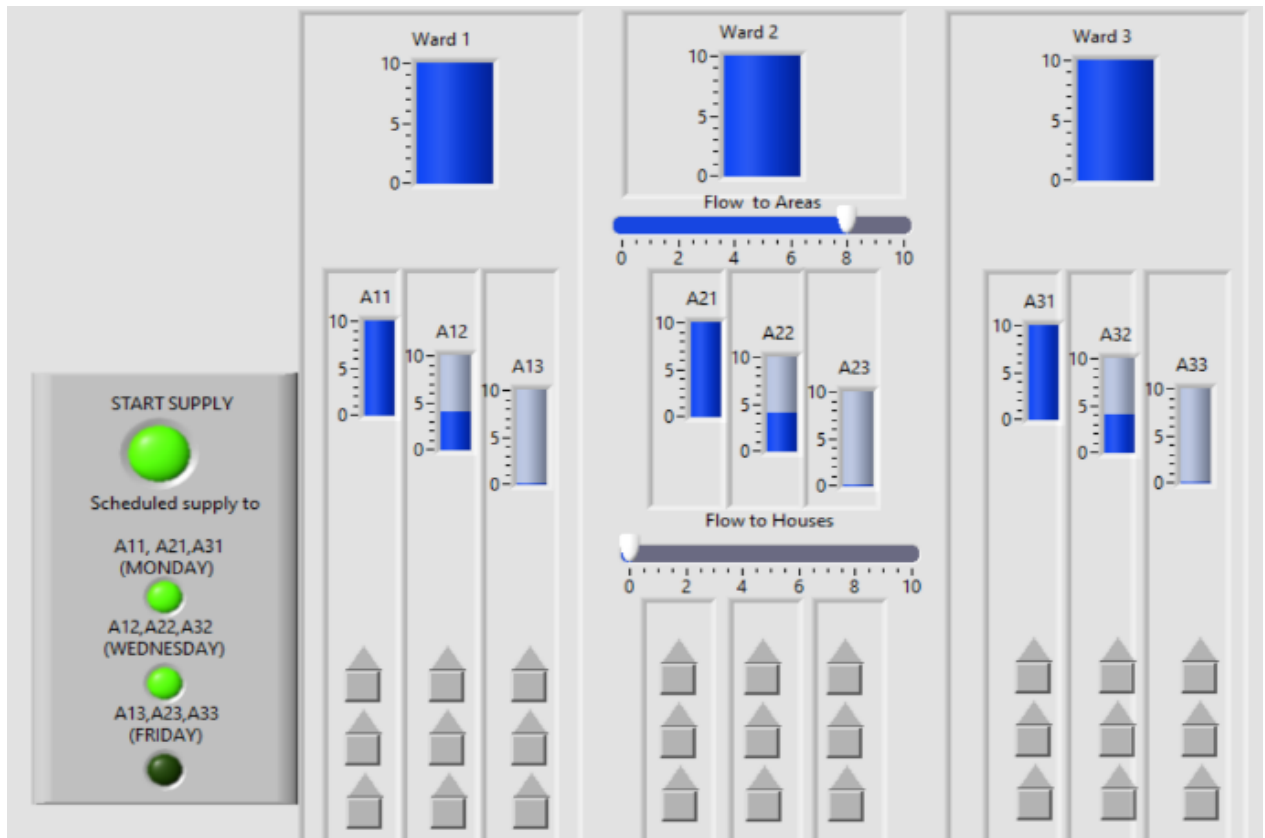 Ward 1
10
5
0
Ward 2
10
5
0
Ward 3
10
5
0
Flow to Areas
0 2 4 6 8 10
A11
10
5
0
A12
10
5
0
A13
10
5
0
A21
10
5
0
A22
10
5
0
A23
10
5
0
A31
10
5
0
A32
10
5
0
A33
10
5
0
START SUPPLY
Scheduled supply to
A11, A21,A31
(MONDAY)
A12,A22,A32
(WEDNESDAY)
A13,A23,A33
(FRIDAY)
Flow to Houses
0 2 4 6 8 10